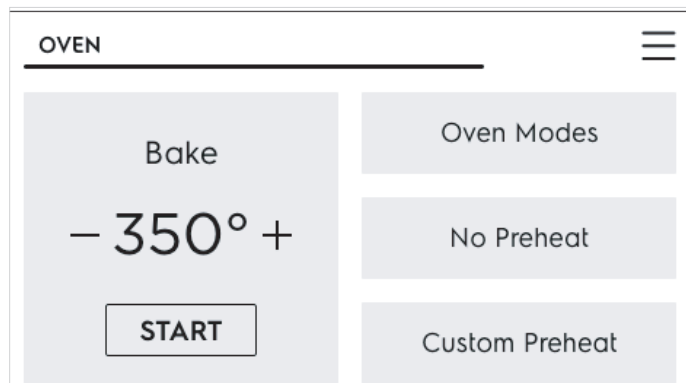 OVEN
Bake
− 350° +
START
Oven Modes
No Preheat
Custom Preheat